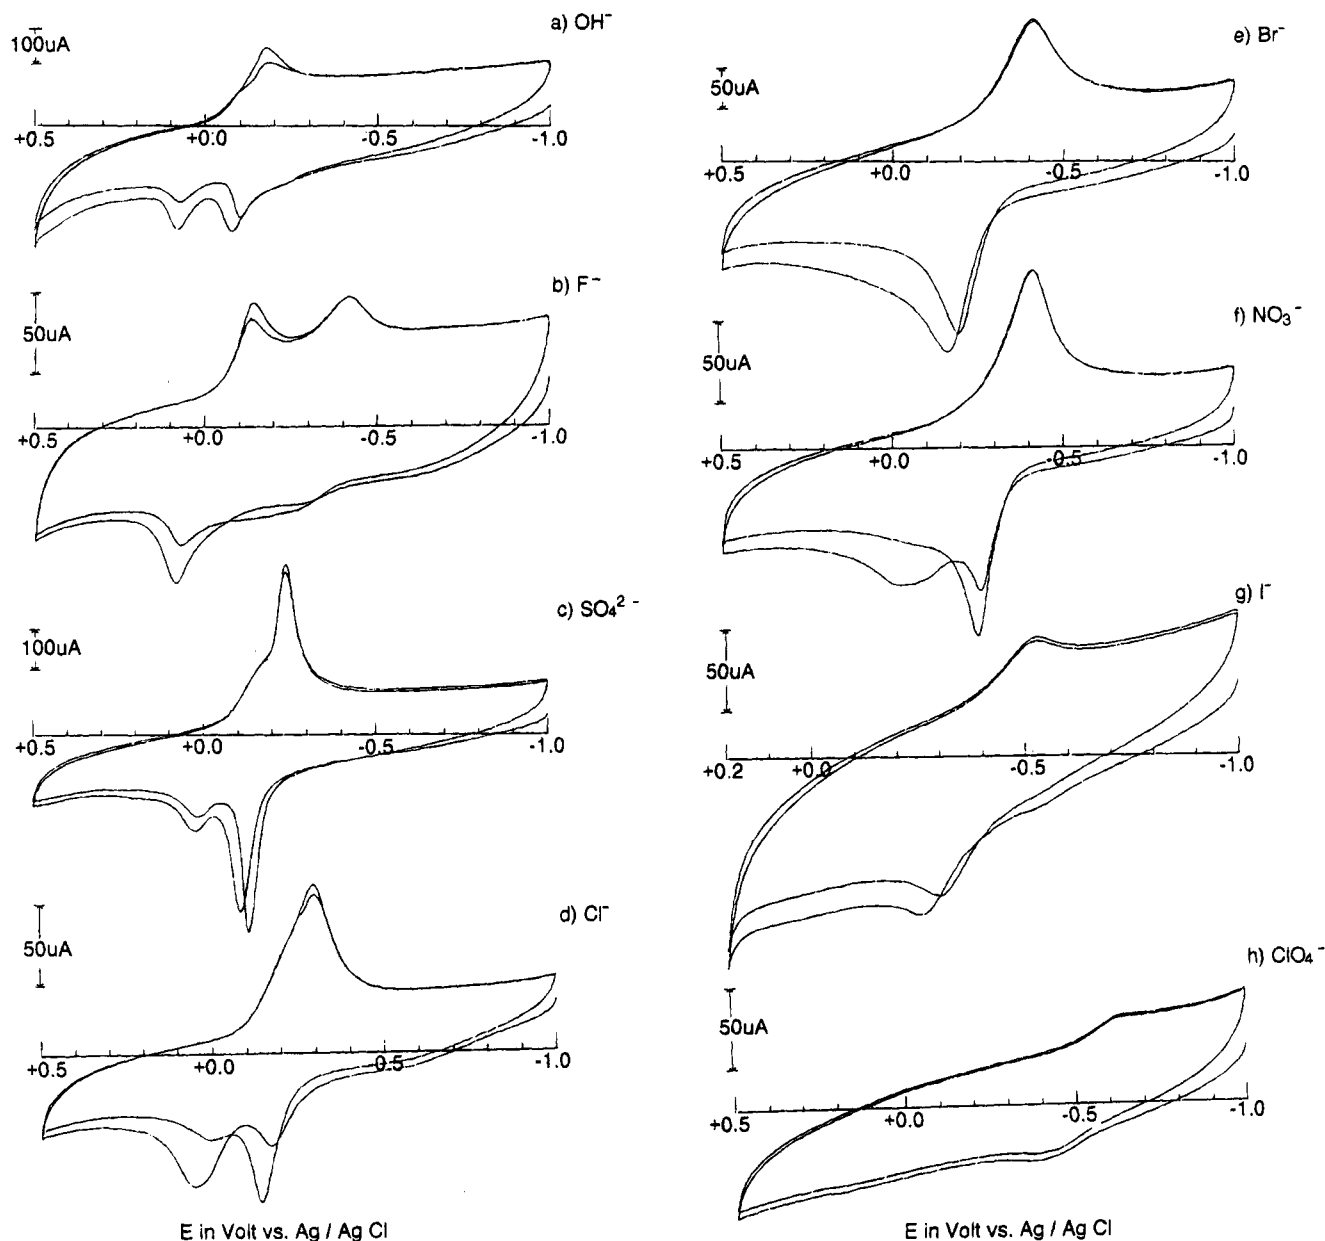 a) OH⁻
100uA
+0.5 +0.0 -0.5 -1.0
b) F⁻
50uA
+0.5 +0.0 -0.5 -1.0
c) SO₄²⁻
100uA
+0.5 +0.0 -0.5 -1.0
d) Cl⁻
50uA
+0.5 +0.0 -0.5 -1.0
E in Volt vs. Ag / Ag Cl
e) Br⁻
50uA
+0.5 +0.0 -0.5 -1.0
f) NO₃⁻
50uA
+0.5 +0.0 -0.5 -1.0
g) I⁻
50uA
+0.2 +0.0 -0.5 -1.0
h) ClO₄⁻
50uA
+0.5 +0.0 -0.5 -1.0
E in Volt vs. Ag / Ag Cl